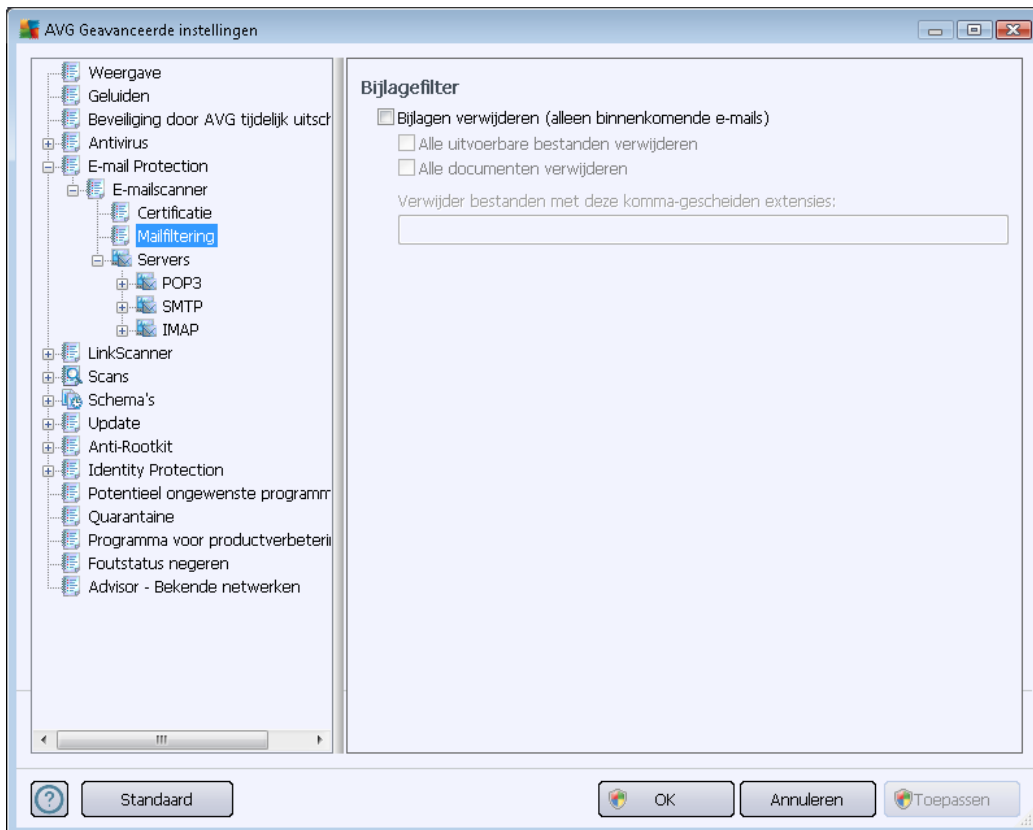 AVG Geavanceerde instellingen
Weergave
Geluiden
Beveiliging door AVG tijdelijk uitsch
Antivirus
E-mail Protection
E-mailscanner
Certificatie
Mailfiltering
Servers
POP3
SMTP
IMAP
LinkScanner
Scans
Schema's
Update
Anti-Rootkit
Identity Protection
Potentieel ongewenste programm
Quarantaine
Programma voor productverbeteri
Foutstatus negeren
Advisor - Bekende netwerken
Bijlagefilter
Bijlagen verwijderen (alleen binnenkomende e-mails)
Alle uitvoerbare bestanden verwijderen
Alle documenten verwijderen
Verwijder bestanden met deze komma-gescheiden extensies:
Standaard
OK
Annuleren
Toepassen